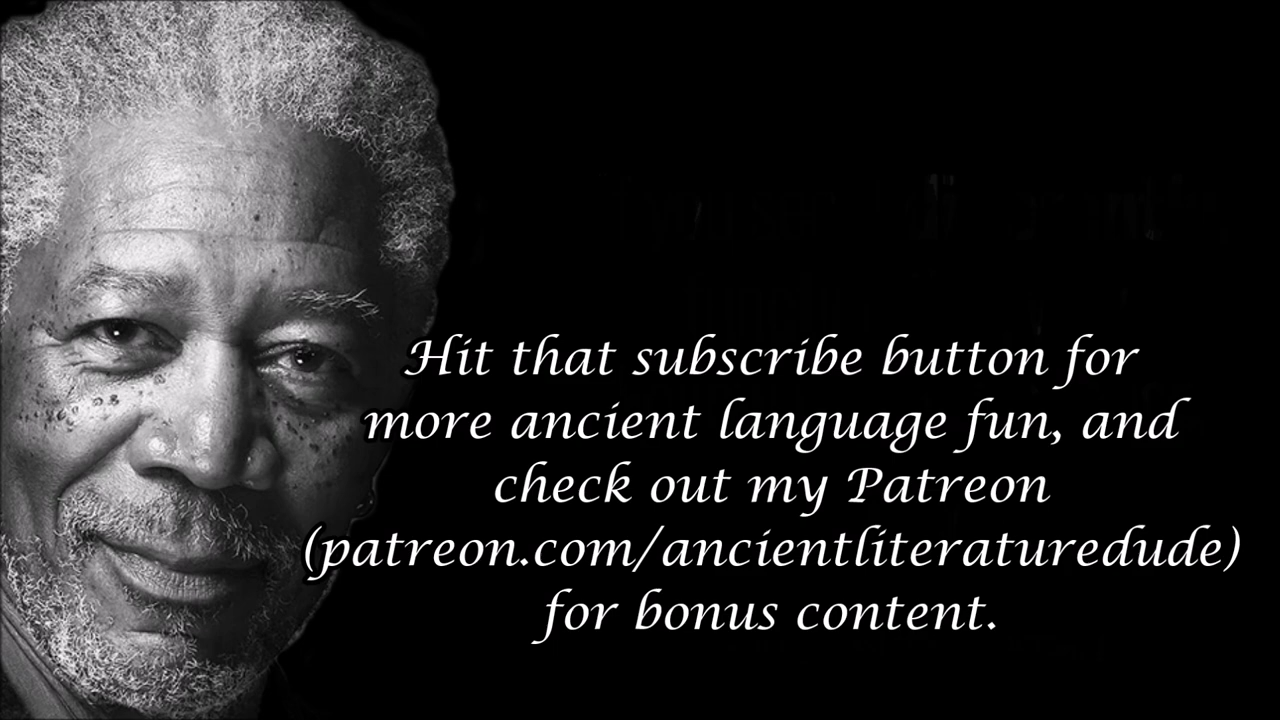 Hit that subscribe button for
more ancient language fun, and
check out my Patreon
(patreon.com/ancientliteraturedude)
for bonus content.